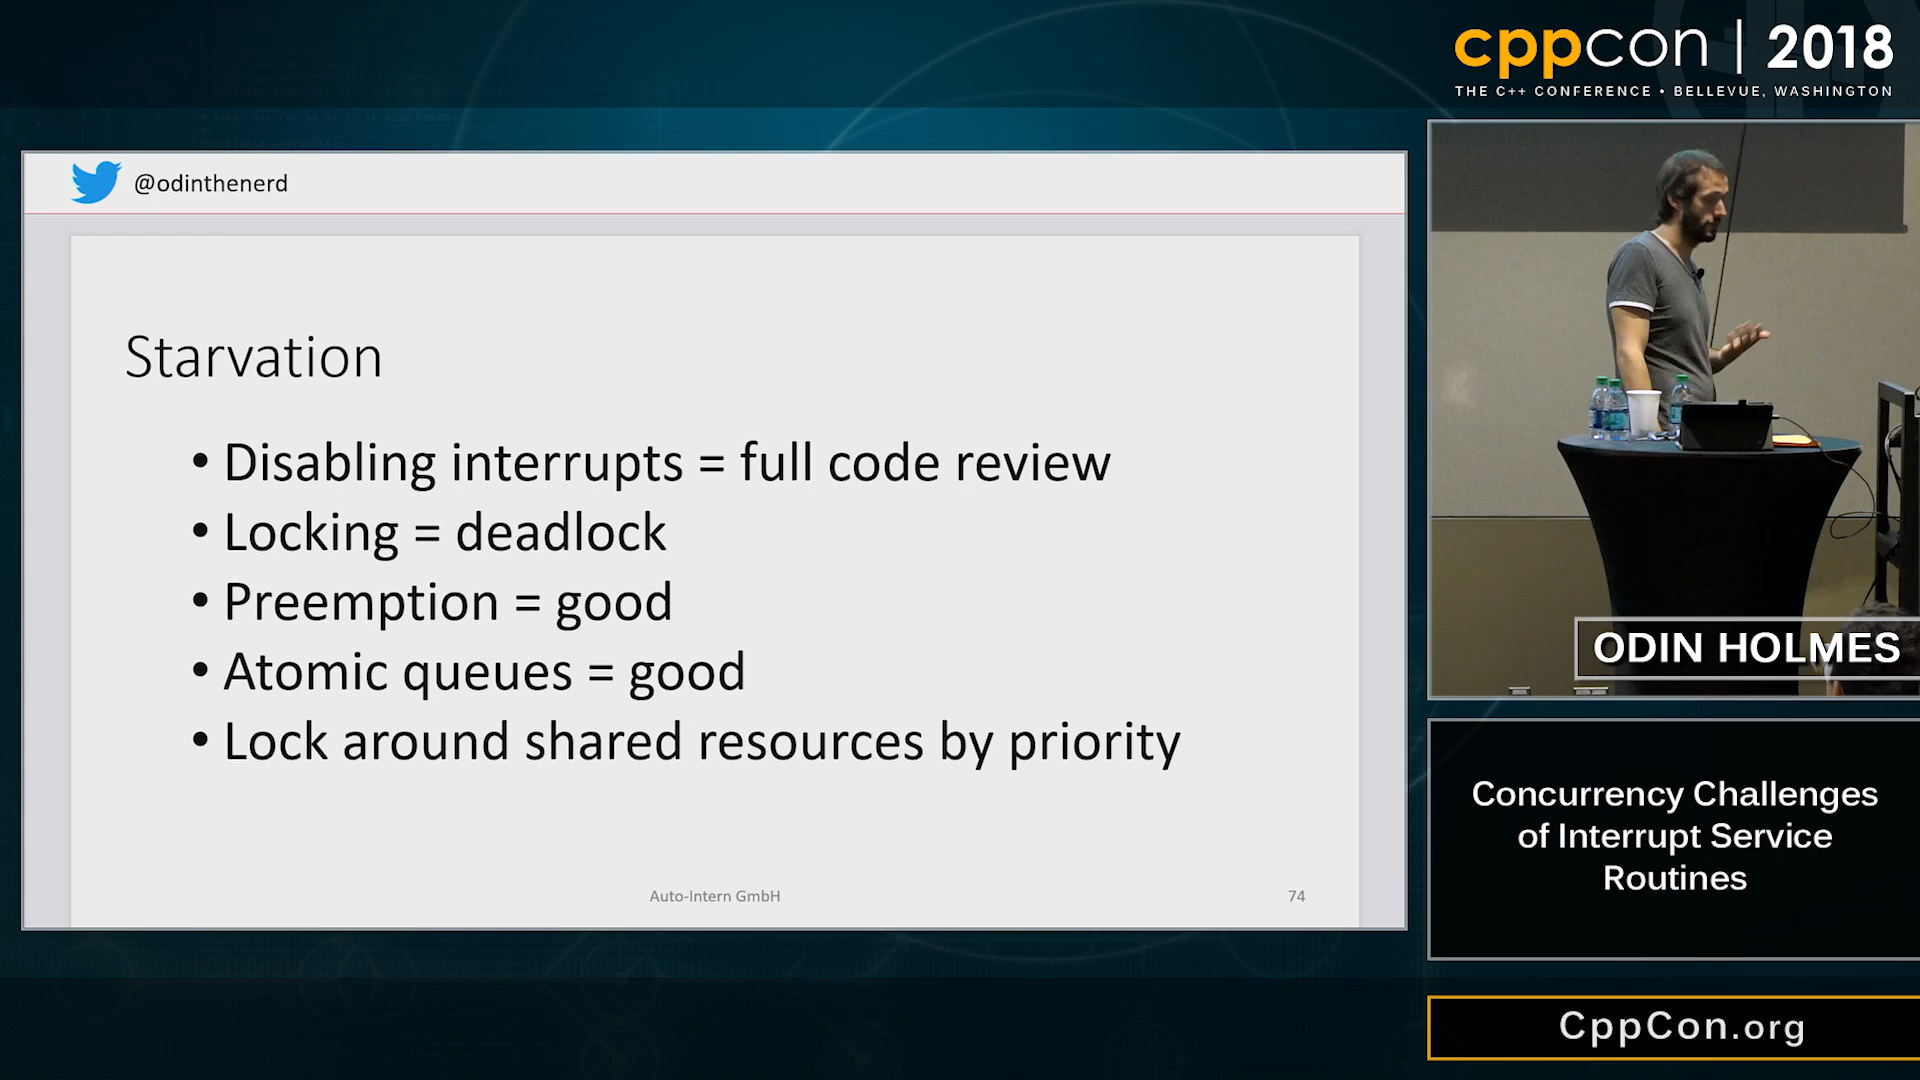 cppcon | 2018
THE C++ CONFERENCE • BELLEVUE, WASHINGTON
@odinthenerd
Starvation
• Disabling interrupts = full code review
• Locking = deadlock
• Preemption = good
• Atomic queues = good
• Lock around shared resources by priority
Auto-Intern GmbH
74
ODIN HOLMES
Concurrency Challenges
of Interrupt Service
Routines
CppCon.org